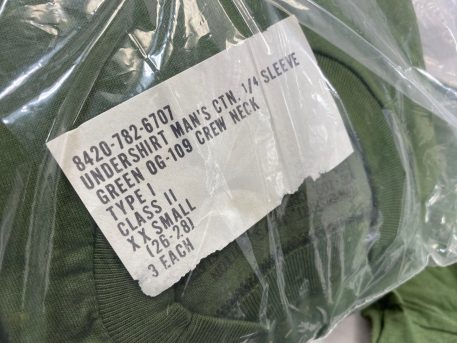 8420-782-6707
UNDERSHIRT MAN'S CTN, 1/4 SLEEVE
GREEN OG-109 CREW NECK
TYPE I
CLASS II
X X SMALL
(26-28)
3 EACH